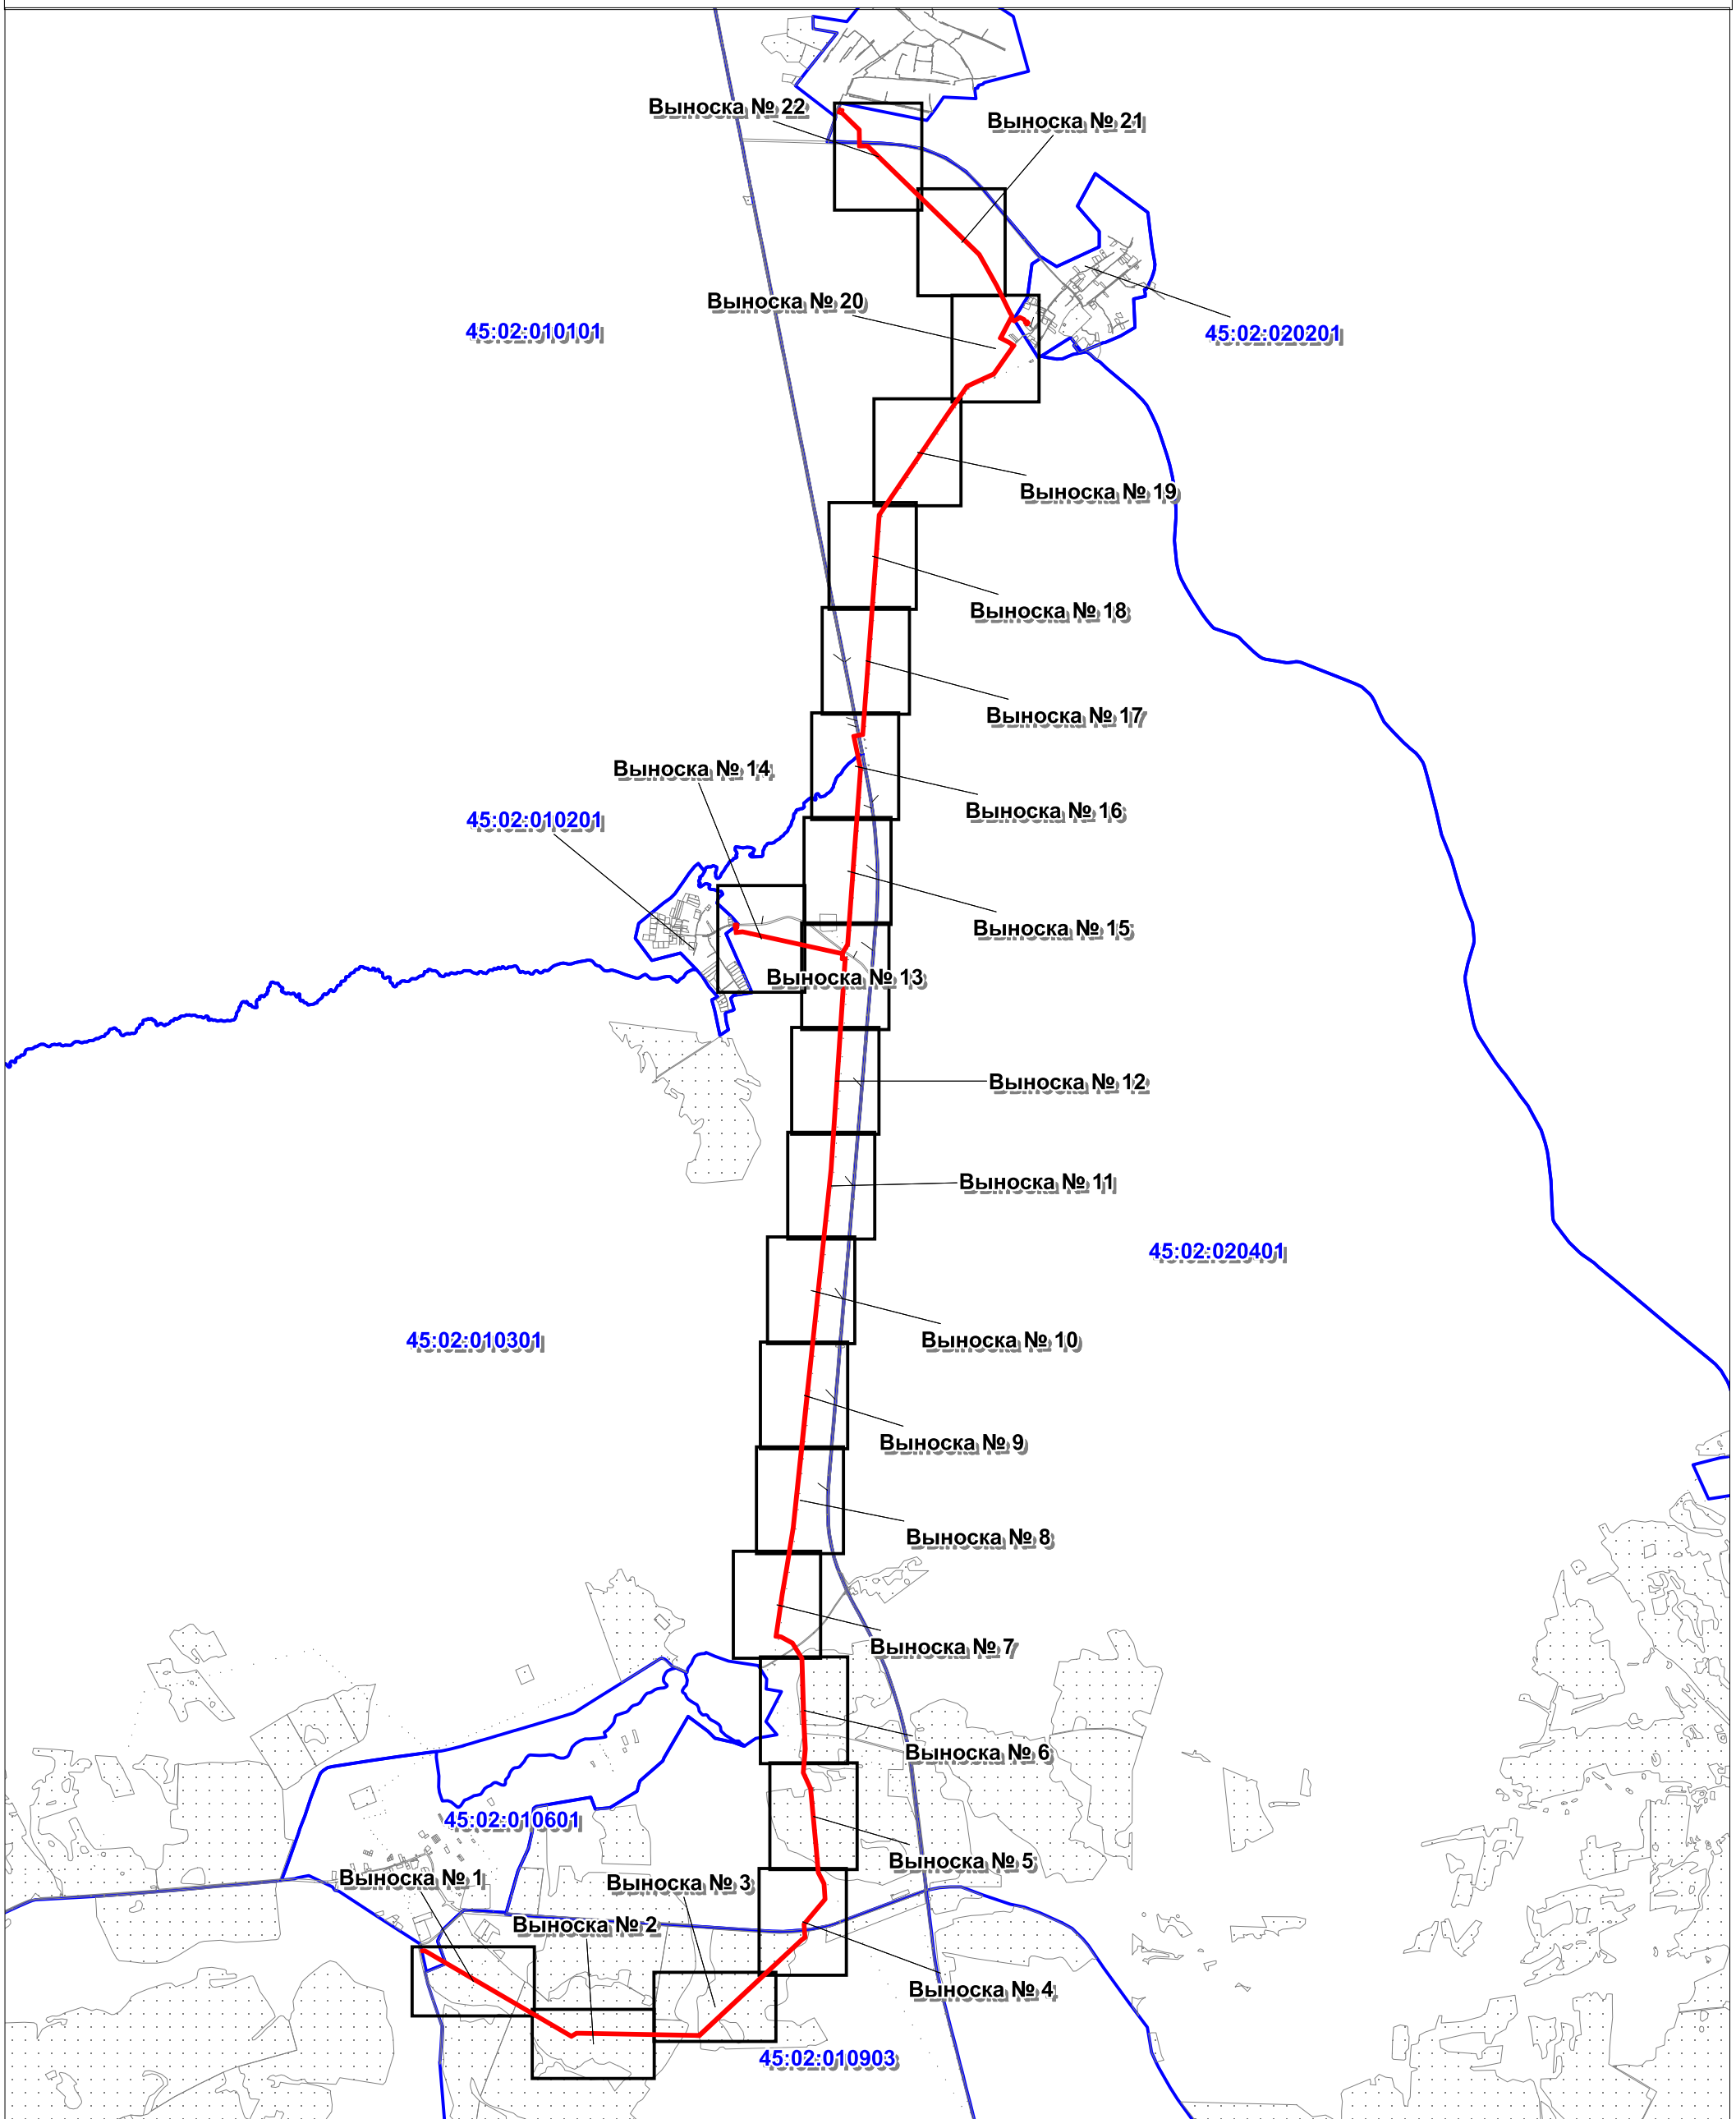 Выноска № 22
Выноска № 21
Выноска № 20
45:02:010101
45:02:020201
Выноска № 19
Выноска № 18
Выноска № 17
Выноска № 14
Выноска № 16
45:02:010201
Выноска № 15
Выноска № 13
Выноска № 12
Выноска № 11
45:02:020401
45:02:010301
Выноска № 10
Выноска № 9
Выноска № 8
Выноска № 7
Выноска № 6
45:02:010601
Выноска № 5
Выноска № 1
Выноска № 3
Выноска № 2
Выноска № 4
45:02:010903